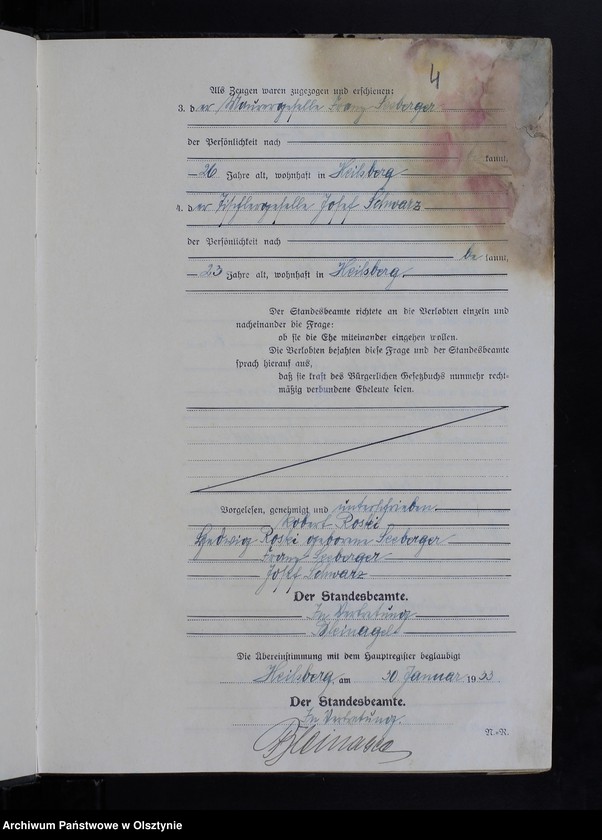 4
Als Zeugen waren zugezogen und erschienen:
3. der Maurergeselle Franz Seeberger
der Persönlichkeit nach
kannt,
26 Jahre alt, wohnhaft in Heilsberg
4. der Tischlergeselle Josef Schwarz
der Persönlichkeit nach
be kannt,
23 Jahre alt, wohnhaft in Heilsberg.
Der Standesbeamte richtete an die Verlobten einzeln und
nacheinander die Frage:
ob sie die Ehe miteinander eingehen wollen.
Die Verlobten bejahten diese Frage und der Standesbeamte
sprach hierauf aus,
daß sie kraft des Bürgerlichen Gesetzbuchs nunmehr recht-
mäßig verbundene Eheleute seien.
Vorgelesen, genehmigt und unterschrieben.
Robert Roski
Hedwig Roski geborene Seeberger
Franz Seeberger
Josef Schwarz
Der Standesbeamte.
In Vertretung
Die Übereinstimmung mit dem Hauptregister beglaubigt
Heilsberg, am 30 Januar 1933
Der Standesbeamte.
In Vertretung.
N.-R.
Archiwum Państwowe w Olsztynie